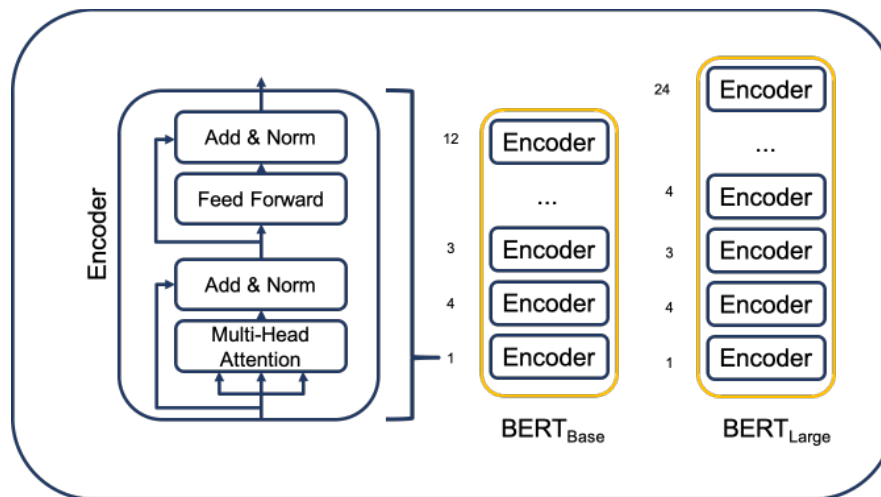 Encoder
Add & Norm
Feed Forward
Add & Norm
Multi-Head
Attention
12
Encoder
...
3
Encoder
4
Encoder
1
Encoder
BERTBase
24
Encoder
...
4
Encoder
3
Encoder
4
Encoder
1
Encoder
BERTLarge